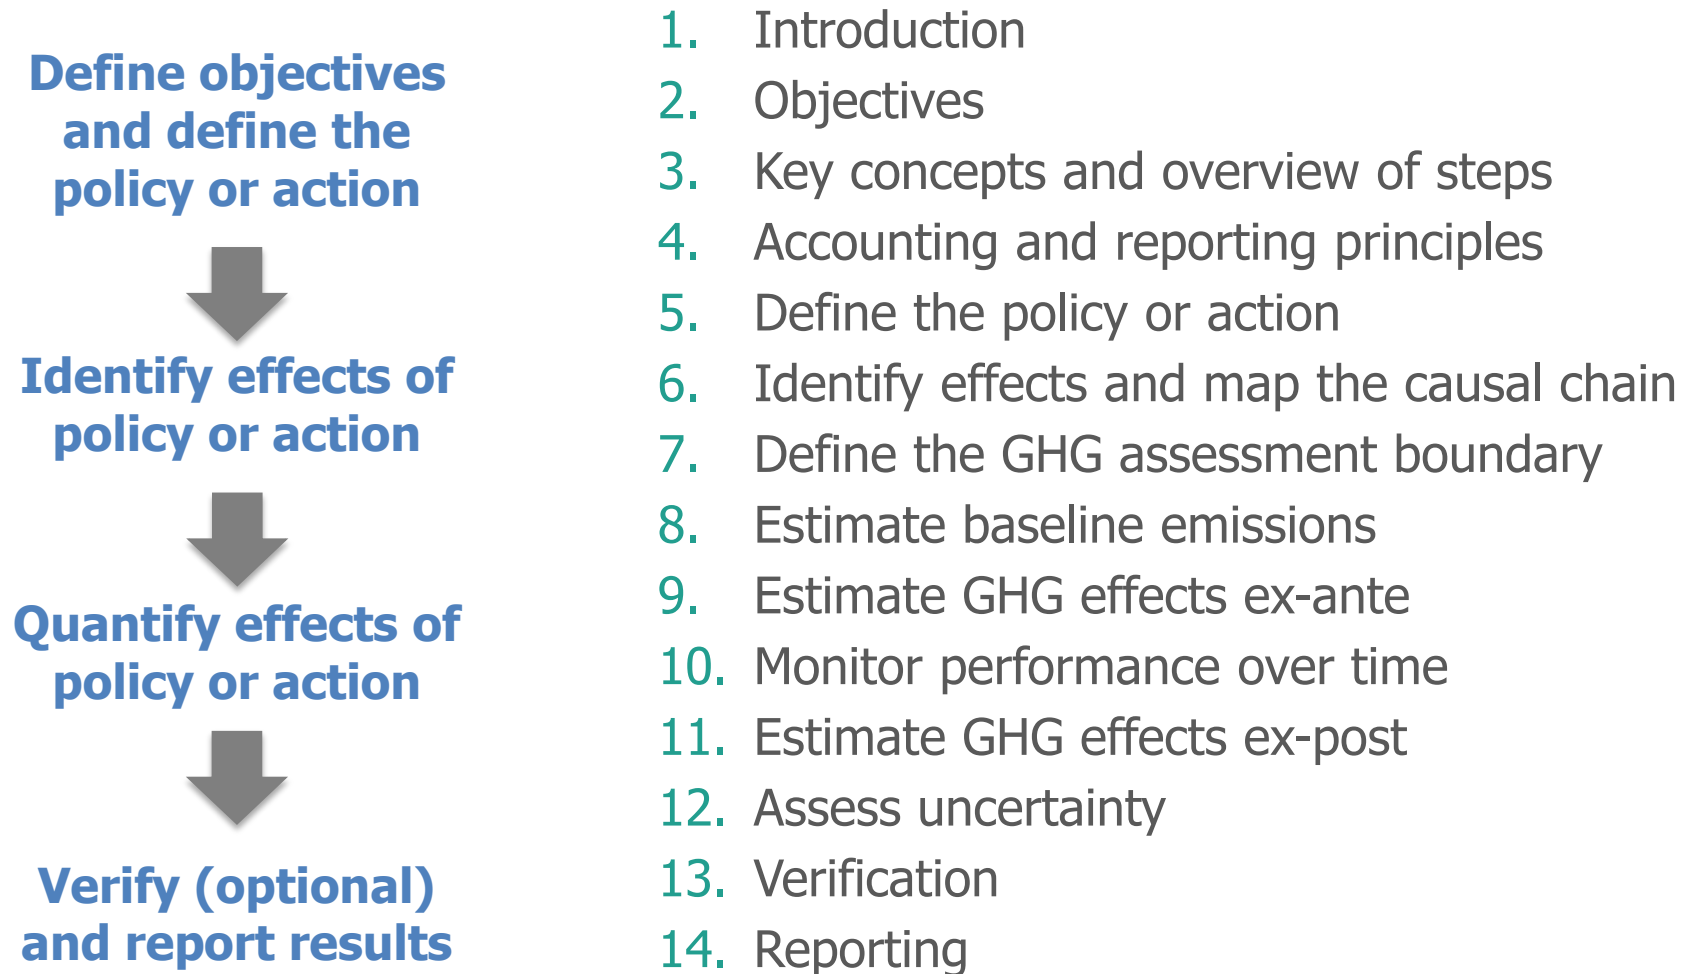 Define objectives
and define the
policy or action
Identify effects of
policy or action
Quantify effects of
policy or action
Verify (optional)
and report results
1. Introduction
2. Objectives
3. Key concepts and overview of steps
4. Accounting and reporting principles
5. Define the policy or action
6. Identify effects and map the causal chain
7. Define the GHG assessment boundary
8. Estimate baseline emissions
9. Estimate GHG effects ex-ante
10. Monitor performance over time
11. Estimate GHG effects ex-post
12. Assess uncertainty
13. Verification
14. Reporting